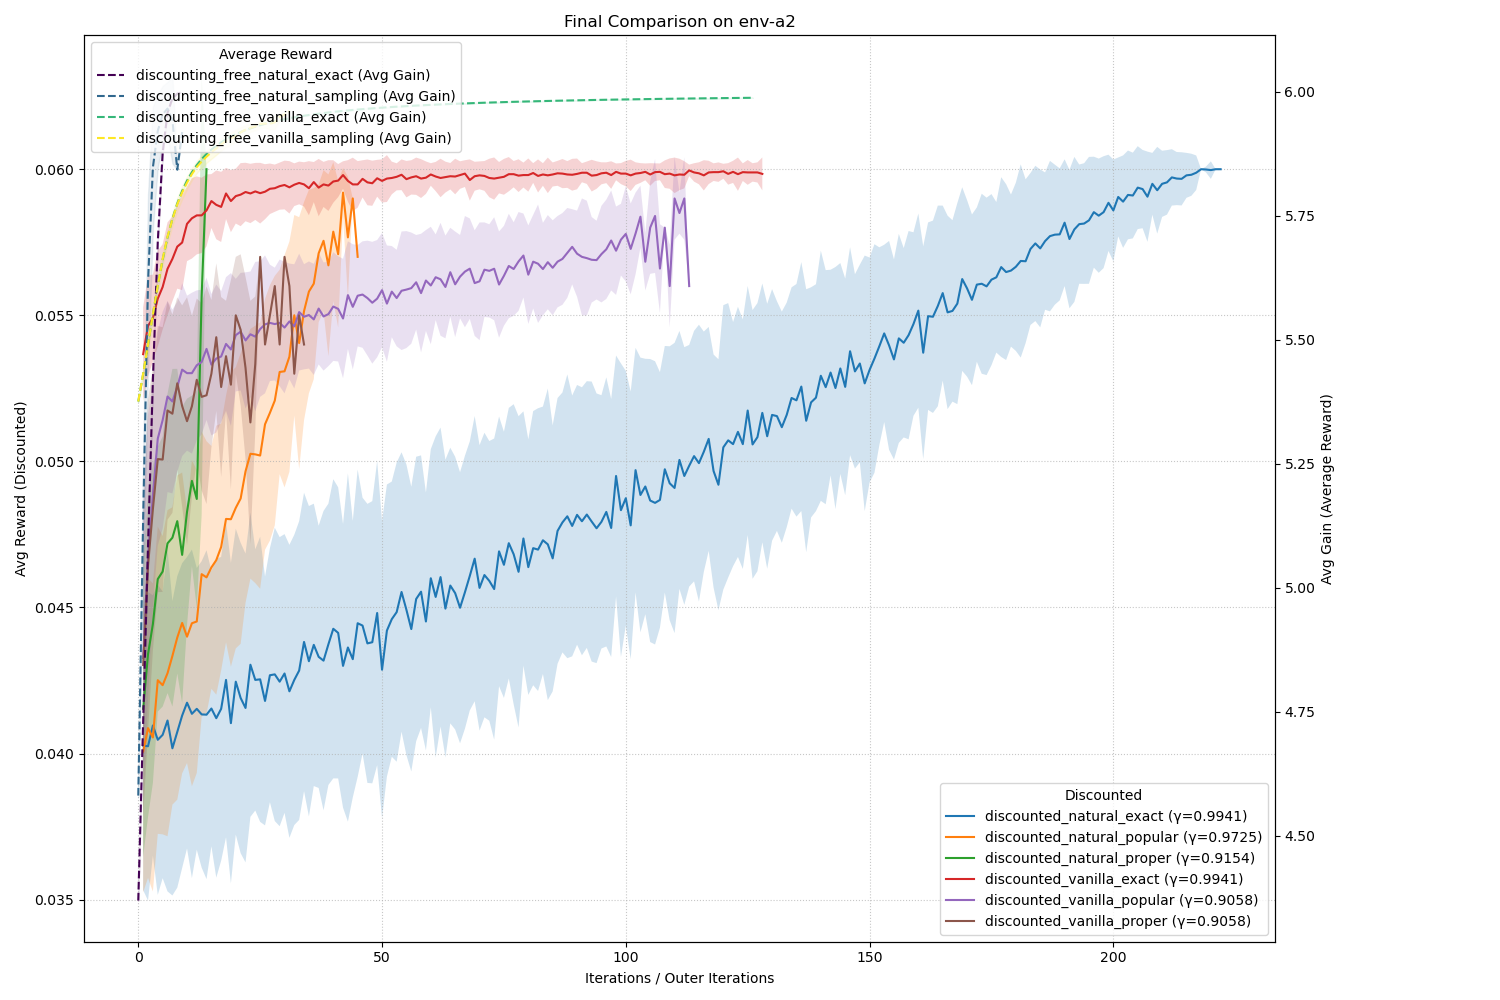 Final Comparison on env-a2
Average Reward
discounting_free_natural_exact (Avg Gain)
discounting_free_natural_sampling (Avg Gain)
discounting_free_vanilla_exact (Avg Gain)
discounting_free_vanilla_sampling (Avg Gain)
0.060
0.055
0.050
0.045
0.040
0.035
Avg Reward (Discounted)
6.00
5.75
5.50
5.25
5.00
4.75
4.50
Avg Gain (Average Reward)
Discounted
discounted_natural_exact (γ=0.9941)
discounted_natural_popular (γ=0.9725)
discounted_natural_proper (γ=0.9154)
discounted_vanilla_exact (γ=0.9941)
discounted_vanilla_popular (γ=0.9058)
discounted_vanilla_proper (γ=0.9058)
0 50 100 150 200
Iterations / Outer Iterations